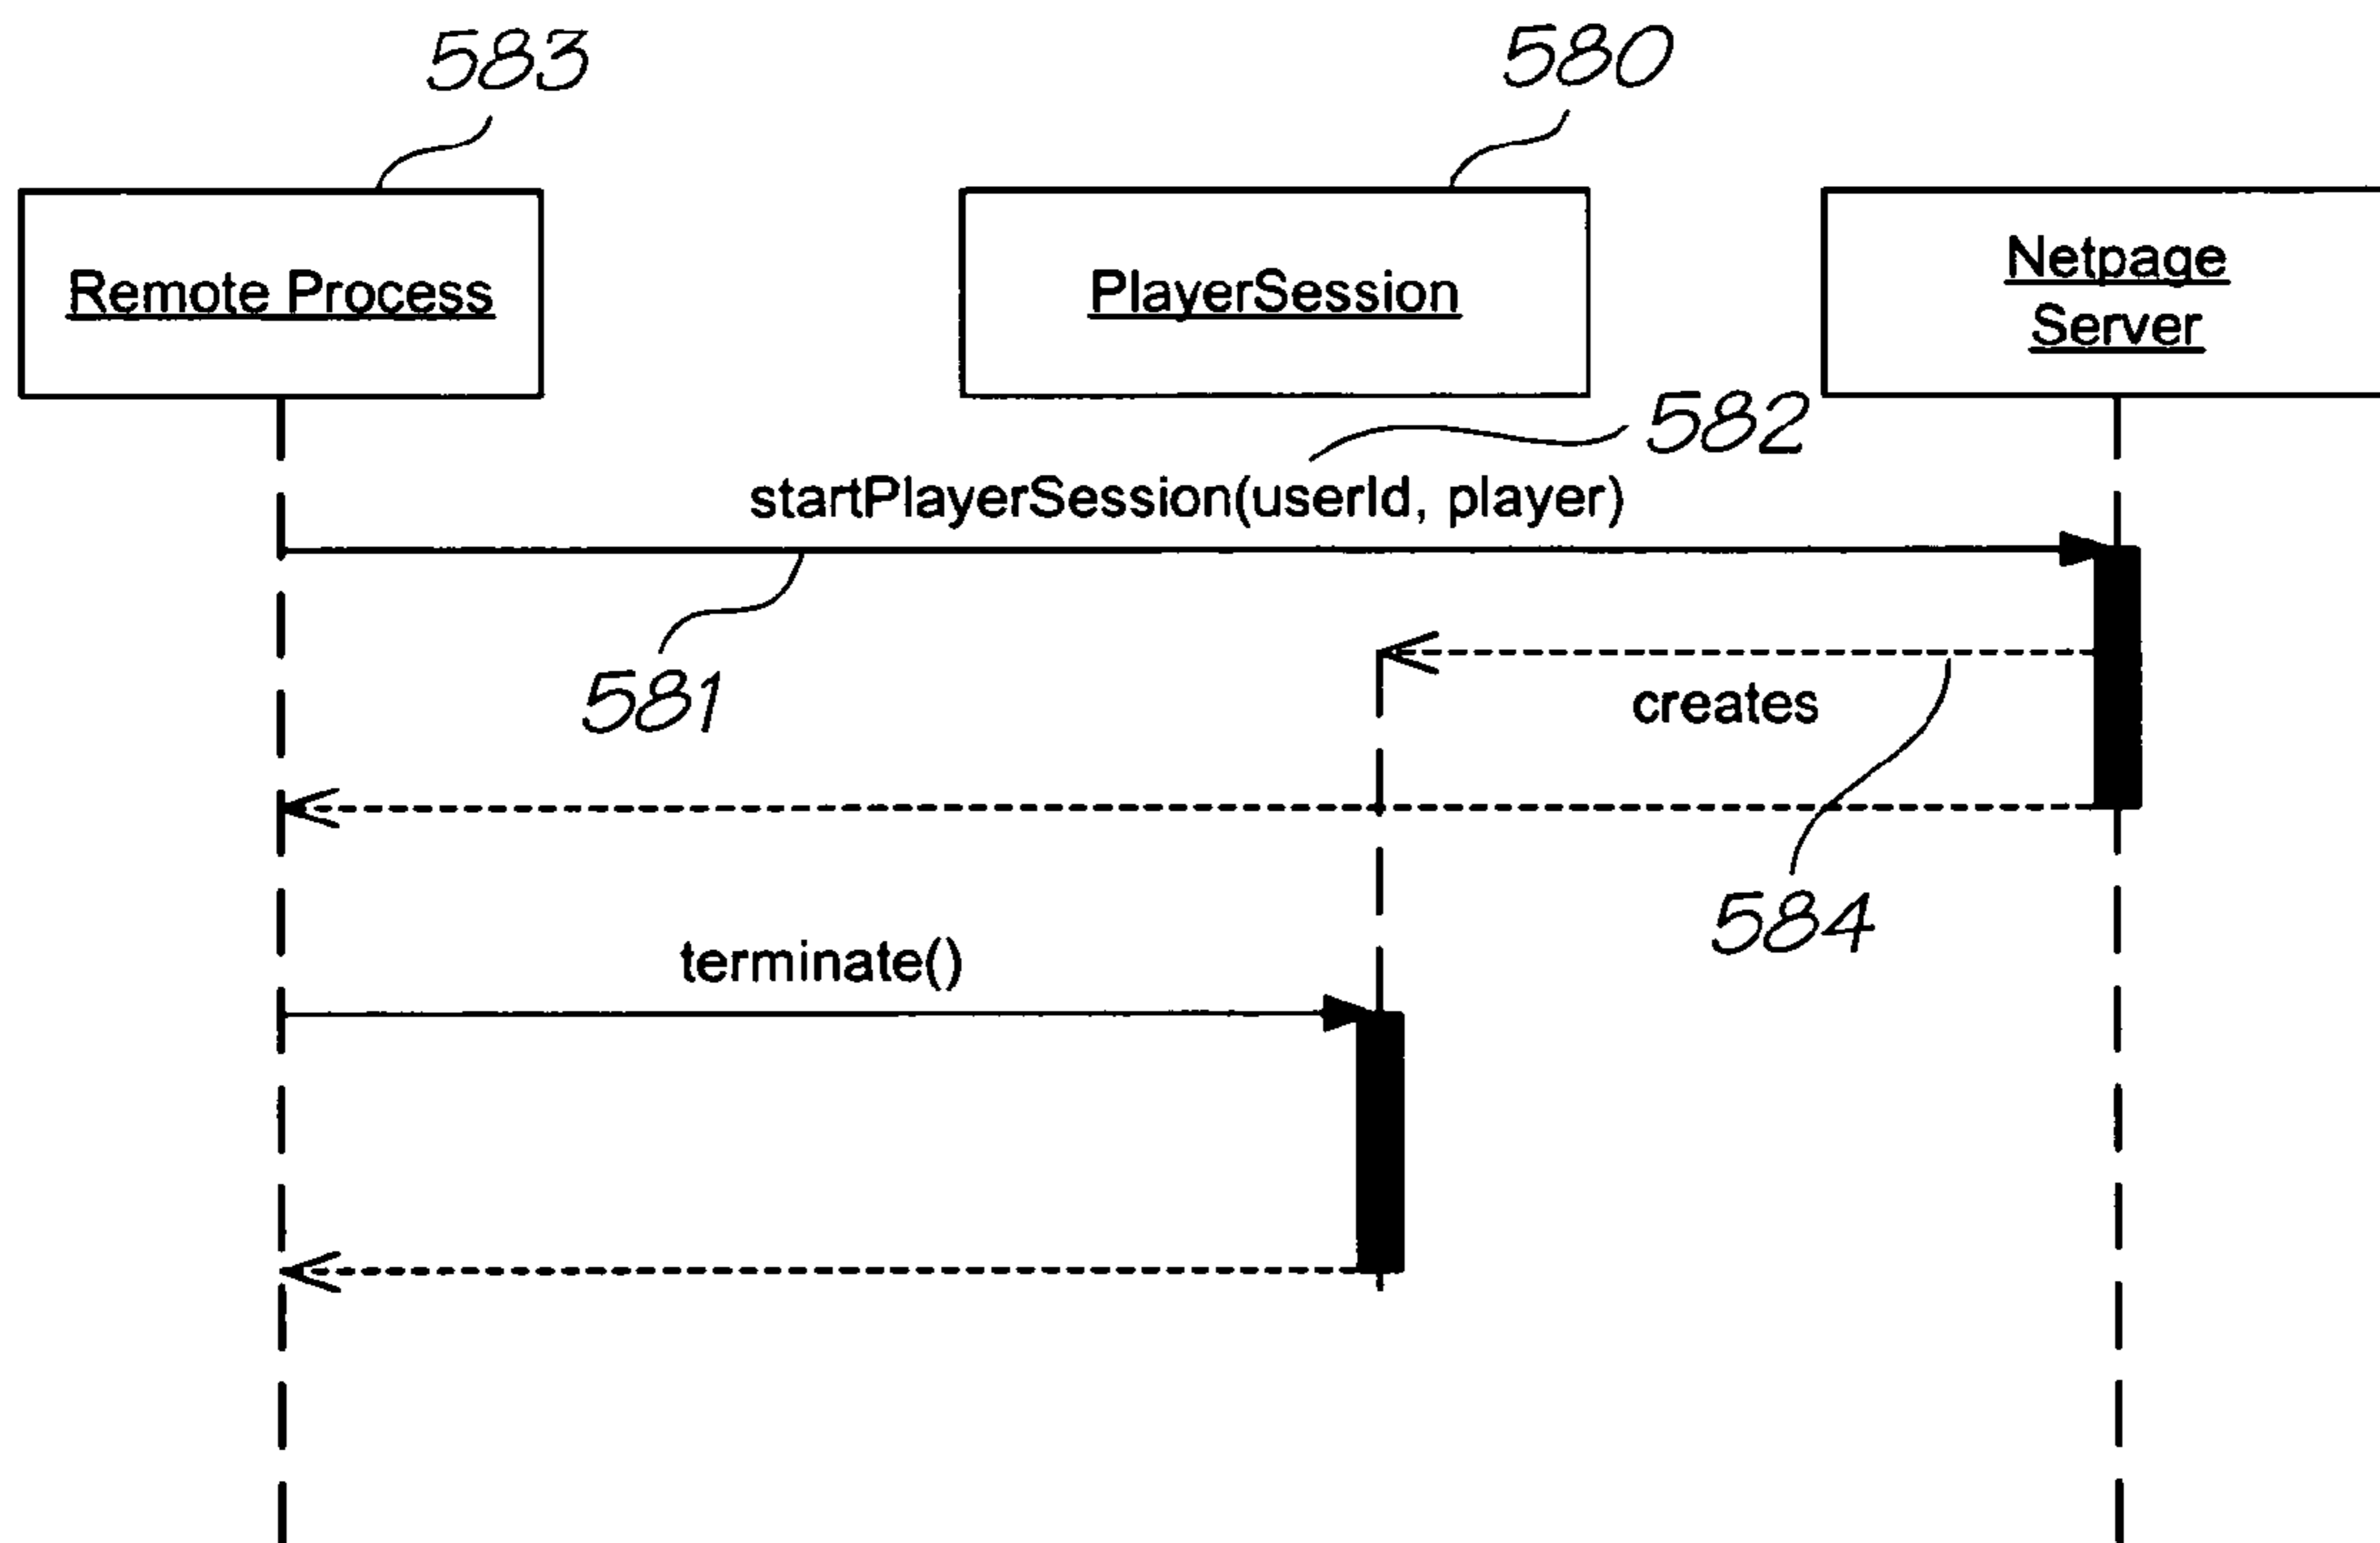 583
580
Remote Process
PlayerSession
Netpage
Server
582
startPlayerSession(userId, player)
581
creates
584
terminate()